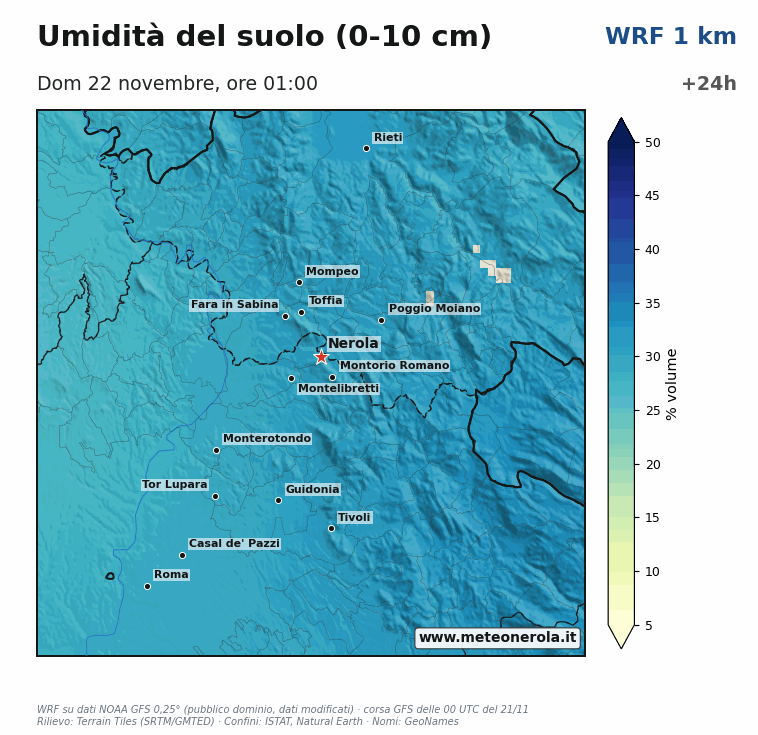 Umidità del suolo (0-10 cm)
WRF 1 km
Dom 22 novembre, ore 01:00
+24h
Rieti
Mompeo
Toffia
Fara in Sabina
Poggio Moiano
Nerola
Montorio Romano
Montelibretti
Monterotondo
Tor Lupara
Guidonia
Tivoli
Casal de' Pazzi
Roma
www.meteonerola.it
50
45
40
35
30
25
20
15
10
5
% volume
WRF su dati NOAA GFS 0,25° (pubblico dominio, dati modificati) · corsa GFS delle 00 UTC del 21/11
Rilievo: Terrain Tiles (SRTM/GMTED) · Confini: ISTAT, Natural Earth · Nomi: GeoNames